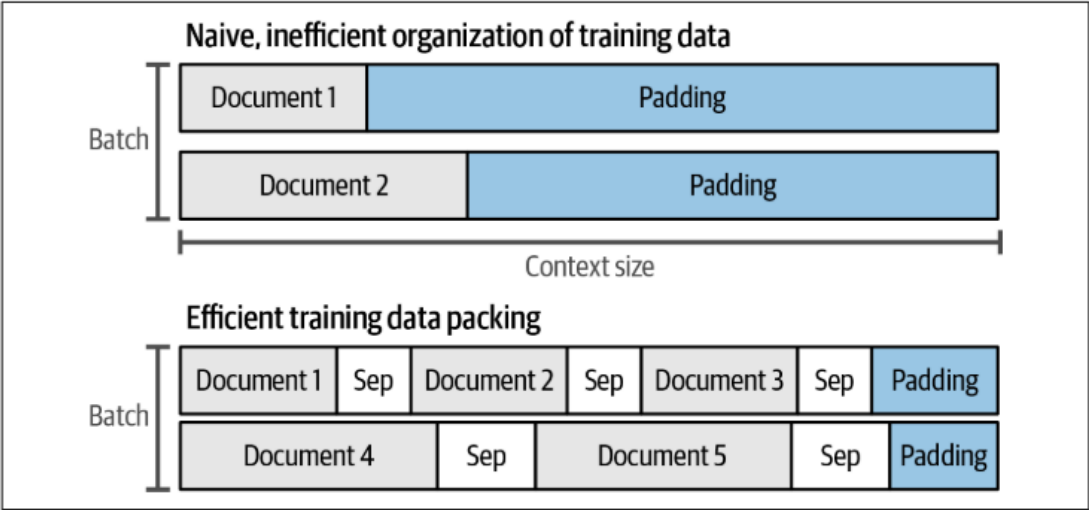 Naive, inefficient organization of training data
Document 1 Padding
Batch
Document 2 Padding
Context size
Efficient training data packing
Document 1 Sep Document 2 Sep Document 3 Sep Padding
Batch
Document 4 Sep Document 5 Sep Padding